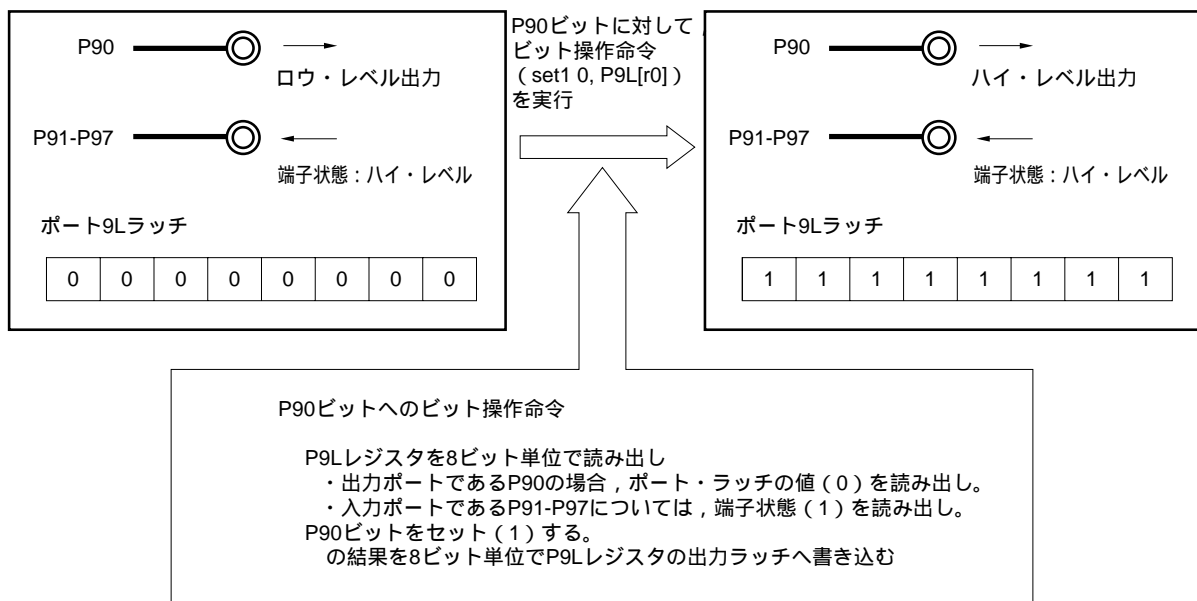 P90
ロウ・レベル出力
P91-P97
端子状態：ハイ・レベル
ポート9Lラッチ
0 0 0 0 0 0 0 0
P90ビットに対して，
ビット操作命令
（set1 0, P9L[r0]）
を実行
P90
ハイ・レベル出力
P91-P97
端子状態：ハイ・レベル
ポート9Lラッチ
1 1 1 1 1 1 1 1
P90ビットへのビット操作命令
P9Lレジスタを8ビット単位で読み出し
・出力ポートであるP90の場合，ポート・ラッチの値（0）を読み出し。
・入力ポートであるP91-P97については，端子状態（1）を読み出し。
P90ビットをセット（1）する。
の結果を8ビット単位でP9Lレジスタの出力ラッチへ書き込む